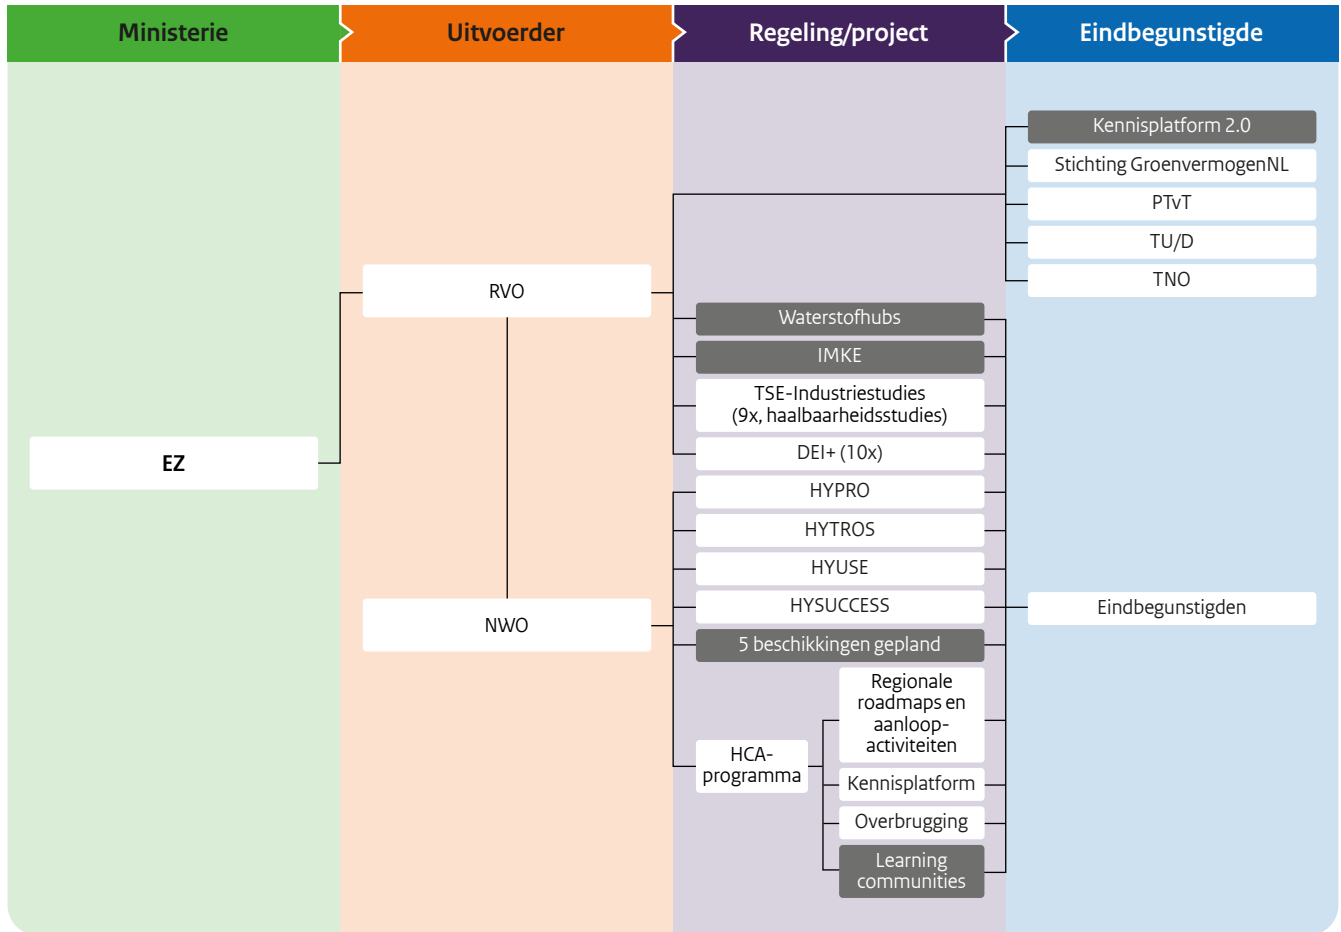 Ministerie
Uitvoerder
Regeling/project
Eindbegunstigde
EZ
RVO
NWO
Waterstofhubs
IMKE
TSE-Industriestudies
(9x, haalbaarheidsstudies)
DEI+ (10x)
HYPRO
HYTROS
HYUSE
HYSUCCESS
5 beschikkingen gepland
HCA-
programma
Regionale
roadmaps en
aanloop-
activiteiten
Kennisplatform
Overbrugging
Learning
communities
Kennisplatform 2.0
Stichting GroenvermogenNL
PTvT
TU/D
TNO
Eindbegunstigden